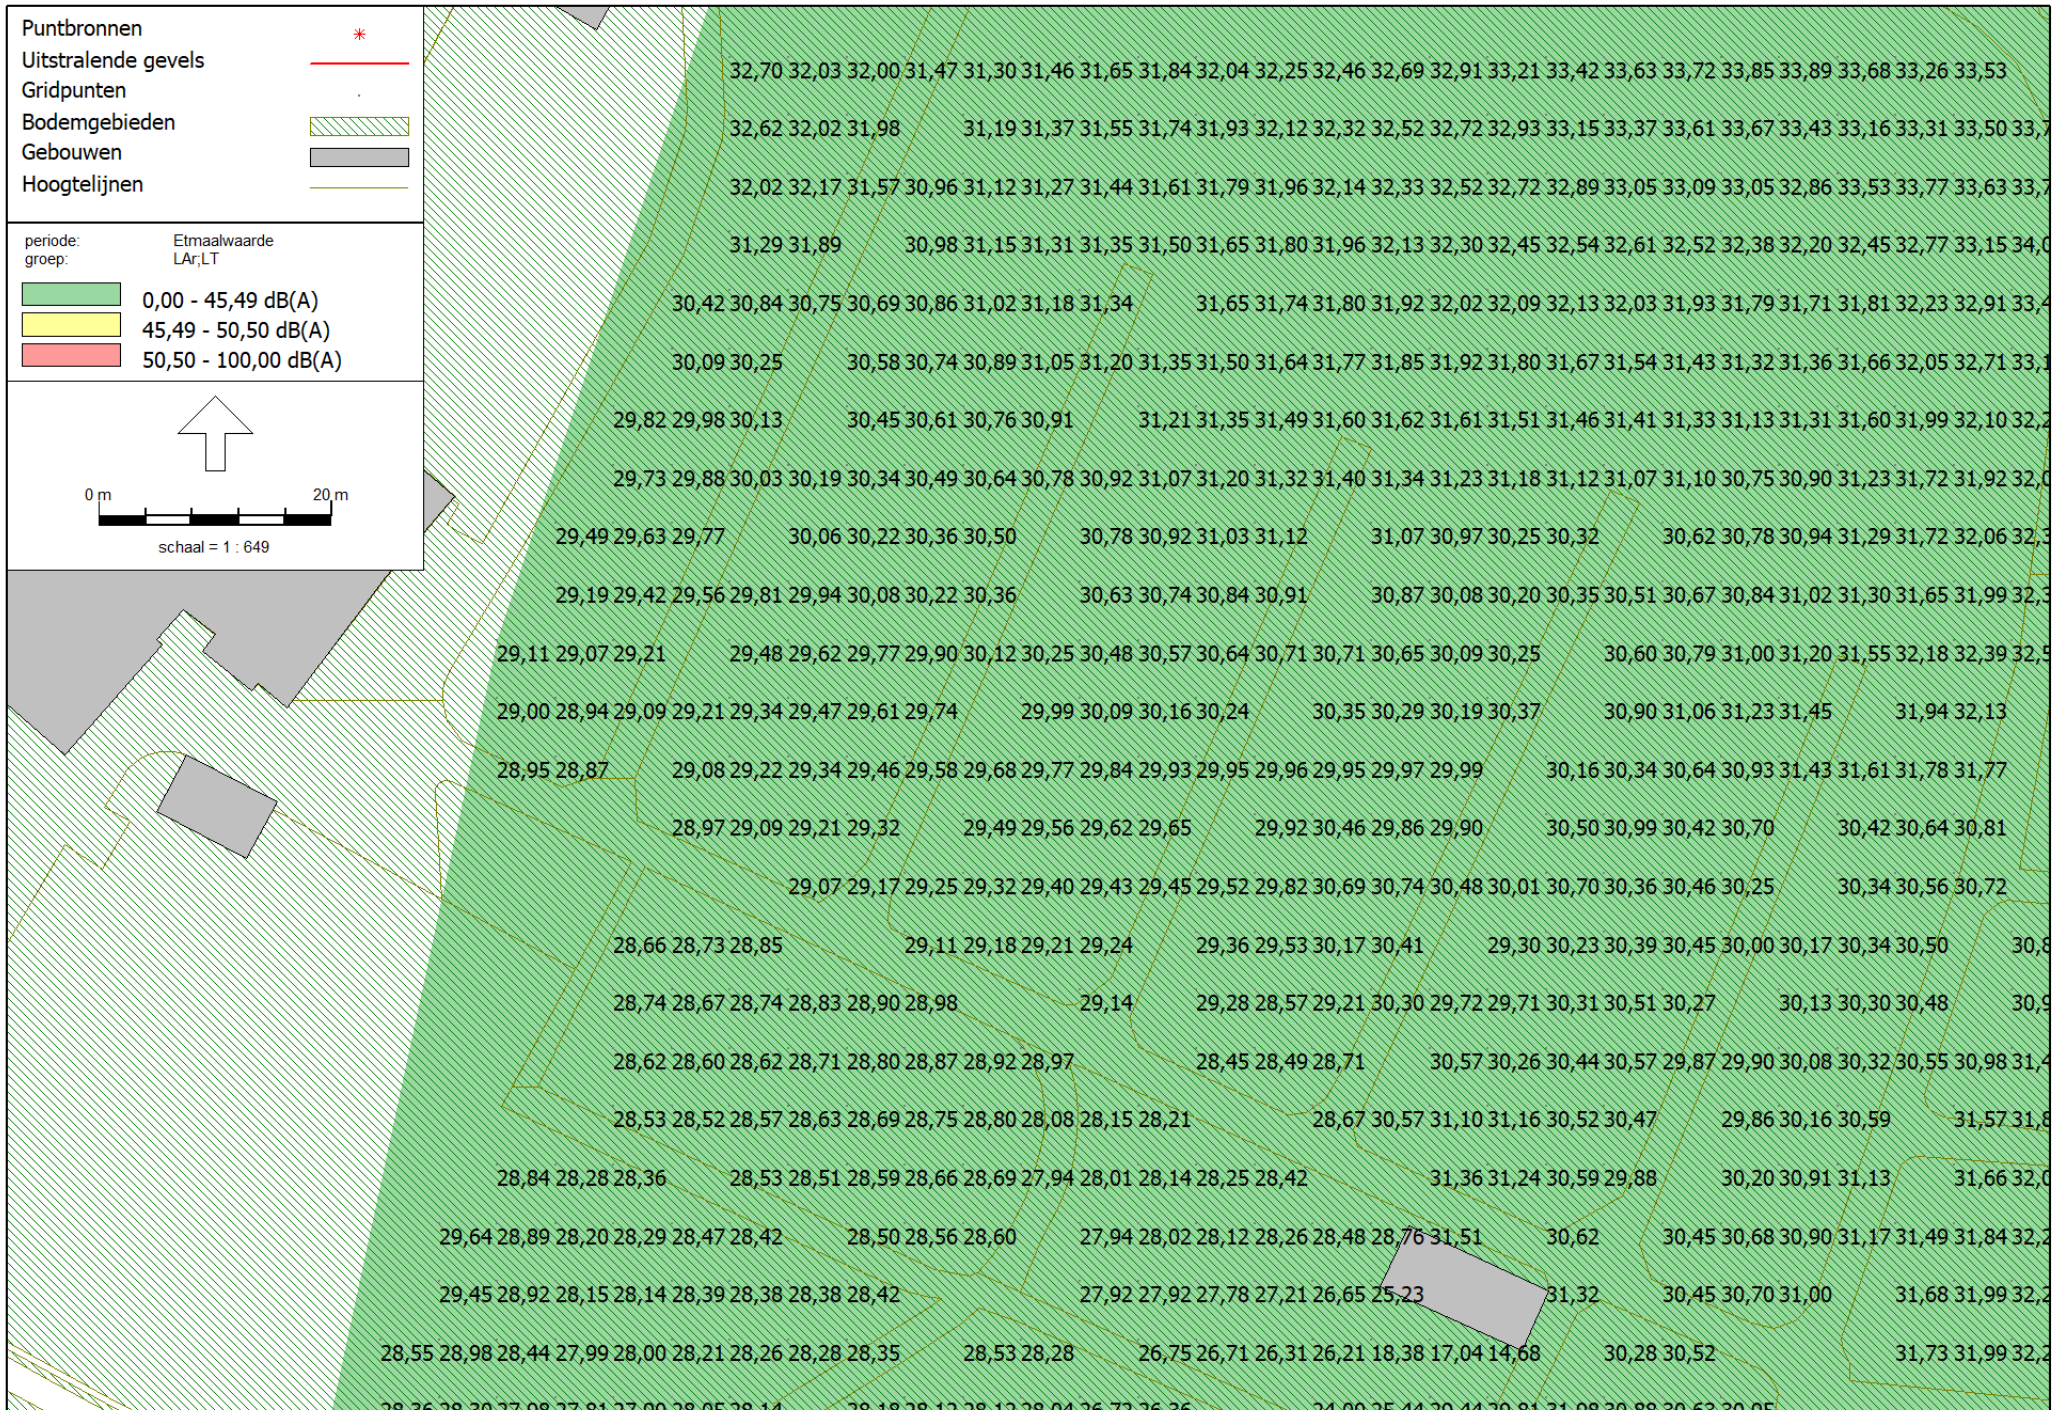 Puntbronnen
Uitstralende gevels
Gridpunten
Bodemgebieden
Gebouwen
Hoogtelijnen
periode: Etmaalwaarde
groep: LAr;LT
0,00 - 45,49 dB(A)
45,49 - 50,50 dB(A)
50,50 - 100,00 dB(A)
0 m 20 m
schaal = 1 : 649
32,70 32,03 32,00 31,47 31,30 31,46 31,65 31,84 32,04 32,25 32,46 32,69 32,91 33,21 33,42 33,63 33,72 33,85 33,89 33,68 33,26 33,53
32,62 32,02 31,98 31,19 31,37 31,55 31,74 31,93 32,12 32,32 32,52 32,72 32,93 33,15 33,37 33,61 33,67 33,43 33,16 33,31 33,50 33,7
32,02 32,17 31,57 30,96 31,12 31,27 31,44 31,61 31,79 31,96 32,14 32,33 32,52 32,72 32,89 33,05 33,09 33,05 32,86 33,53 33,77 33,63 33,7
31,29 31,89 30,98 31,15 31,31 31,35 31,50 31,65 31,80 31,96 32,13 32,30 32,45 32,54 32,61 32,52 32,38 32,20 32,45 32,77 33,15 34,0
30,42 30,84 30,75 30,69 30,86 31,02 31,18 31,34 31,65 31,74 31,80 31,92 32,02 32,09 32,13 32,03 31,93 31,79 31,71 31,81 32,23 32,91 33,4
30,09 30,25 30,58 30,74 30,89 31,05 31,20 31,35 31,50 31,64 31,77 31,85 31,92 31,80 31,67 31,54 31,43 31,32 31,36 31,66 32,05 32,71 33,1
29,82 29,98 30,13 30,45 30,61 30,76 30,91 31,21 31,35 31,49 31,60 31,62 31,61 31,51 31,46 31,41 31,33 31,13 31,31 31,60 31,99 32,10 32,2
29,73 29,88 30,03 30,19 30,34 30,49 30,64 30,78 30,92 31,07 31,20 31,32 31,40 31,34 31,23 31,18 31,12 31,07 31,10 30,75 30,90 31,23 31,72 31,92 32,0
29,49 29,63 29,77 30,06 30,22 30,36 30,50 30,78 30,92 31,03 31,12 31,07 30,97 30,25 30,32 30,62 30,78 30,94 31,29 31,72 32,06 32,3
29,19 29,42 29,56 29,81 29,94 30,08 30,22 30,36 30,63 30,74 30,84 30,91 30,87 30,08 30,20 30,35 30,51 30,67 30,84 31,02 31,30 31,65 31,99 32,3
29,11 29,07 29,21 29,48 29,62 29,77 29,90 30,12 30,25 30,48 30,57 30,64 30,71 30,71 30,65 30,09 30,25 30,60 30,79 31,00 31,20 31,55 32,18 32,39 32,5
29,00 28,94 29,09 29,21 29,34 29,47 29,61 29,74 29,99 30,09 30,16 30,24 30,35 30,29 30,19 30,37 30,90 31,06 31,23 31,45 31,94 32,13
28,95 28,87 29,08 29,22 29,34 29,46 29,58 29,68 29,77 29,84 29,93 29,95 29,96 29,95 29,97 29,99 30,16 30,34 30,64 30,93 31,43 31,61 31,78 31,77
28,97 29,09 29,21 29,32 29,49 29,56 29,62 29,65 29,92 30,46 29,86 29,90 30,50 30,99 30,42 30,70 30,42 30,64 30,81
29,07 29,17 29,25 29,32 29,40 29,43 29,45 29,52 29,82 30,69 30,74 30,48 30,01 30,70 30,36 30,46 30,25 30,34 30,56 30,72
28,66 28,73 28,85 29,11 29,18 29,21 29,24 29,36 29,53 30,17 30,41 29,30 30,23 30,39 30,45 30,00 30,17 30,34 30,50 30,8
28,74 28,67 28,74 28,83 28,90 28,98 29,14 29,28 28,57 29,21 30,30 29,72 29,71 30,31 30,51 30,27 30,13 30,30 30,48 30,9
28,62 28,60 28,62 28,71 28,80 28,87 28,92 28,97 28,45 28,49 28,71 30,57 30,26 30,44 30,57 29,87 29,90 30,08 30,32 30,55 30,98 31,4
28,53 28,52 28,57 28,63 28,69 28,75 28,80 28,08 28,15 28,21 28,67 30,57 31,10 31,16 30,52 30,47 29,86 30,16 30,59 31,57 31,8
28,84 28,28 28,36 28,53 28,51 28,59 28,66 28,69 27,94 28,01 28,14 28,25 28,42 31,36 31,24 30,59 29,88 30,20 30,91 31,13 31,66 32,0
29,64 28,89 28,20 28,29 28,47 28,42 28,50 28,56 28,60 27,94 28,02 28,12 28,26 28,48 28,76 31,51 30,62 30,45 30,68 30,90 31,17 31,49 31,84 32,2
29,45 28,92 28,15 28,14 28,39 28,38 28,38 28,42 27,92 27,92 27,78 27,21 26,65 25,23 31,32 30,45 30,70 31,00 31,68 31,99 32,2
28,55 28,98 28,44 27,99 28,00 28,21 28,26 28,28 28,35 28,53 28,28 26,75 26,71 26,31 26,21 18,38 17,04 14,68 30,28 30,52 31,73 31,99 32,2